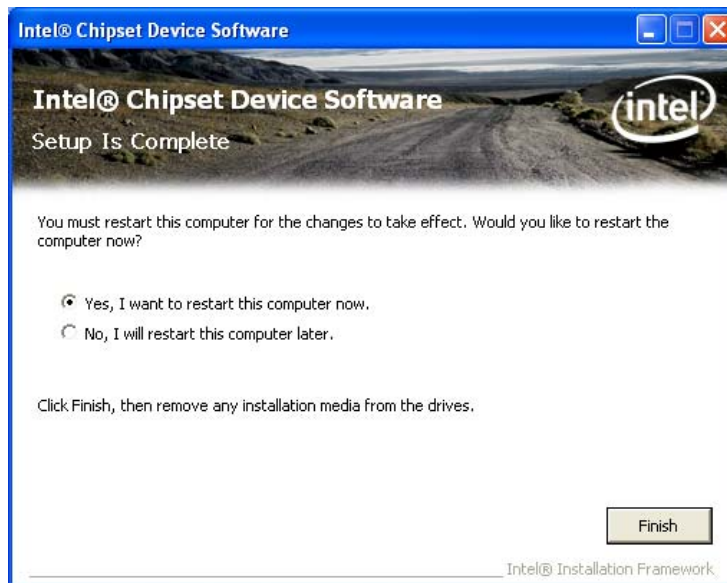 Intel® Chipset Device Software
Intel® Chipset Device Software
intel
Setup Is Complete
You must restart this computer for the changes to take effect. Would you like to restart the
computer now?
Yes, I want to restart this computer now.
No, I will restart this computer later.
Click Finish, then remove any installation media from the drives.
Finish
Intel® Installation Framework